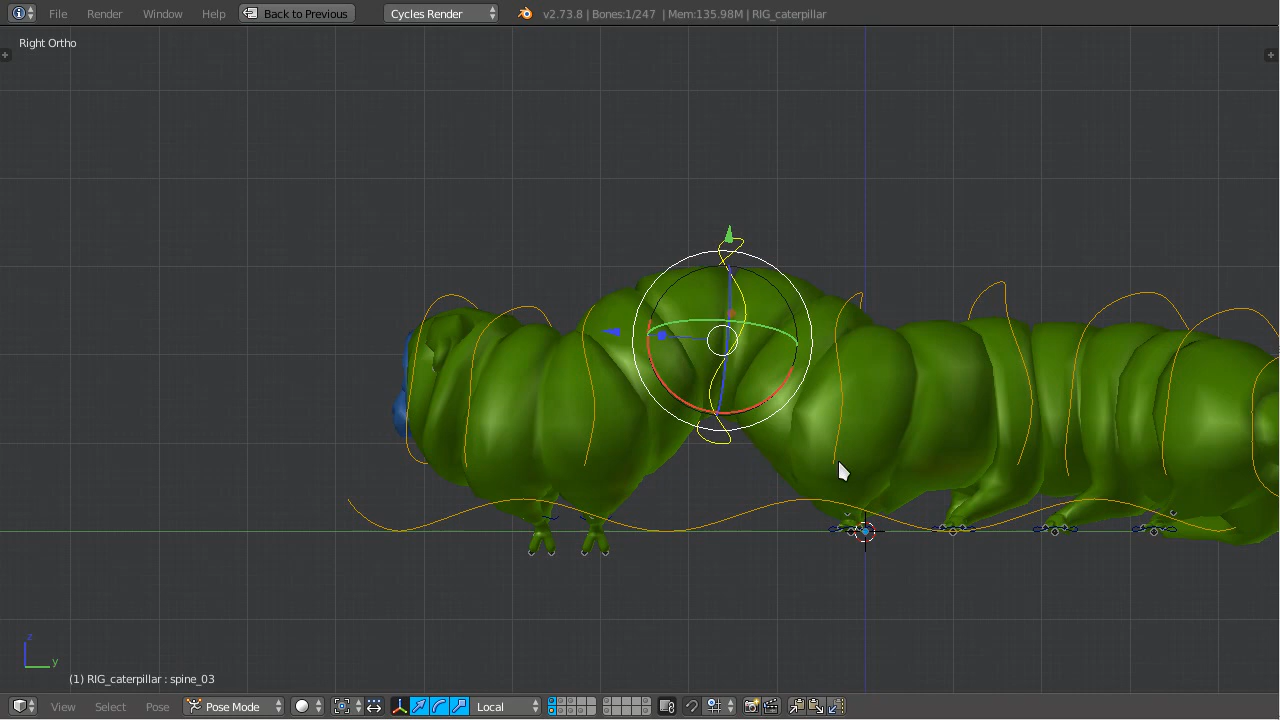 File Render Window Help Back to Previous Cycles Render v2.73.8 | Bones:1/247 | Mem:135.98M | RIG_caterpillar
Right Ortho
z
y
(1) RIG_caterpillar : spine_03
View Select Pose Pose Mode Local